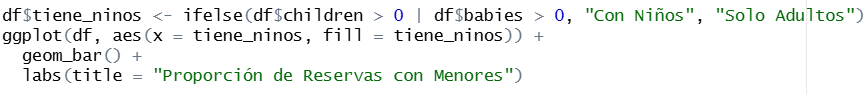 df$tiene_ninos <- ifelse(df$children > 0 | df$babies > 0, "Con Niños", "Solo Adultos")
ggplot(df, aes(x = tiene_ninos, fill = tiene_ninos)) +
  geom_bar() +
  labs(title = "Proporción de Reservas con Menores")